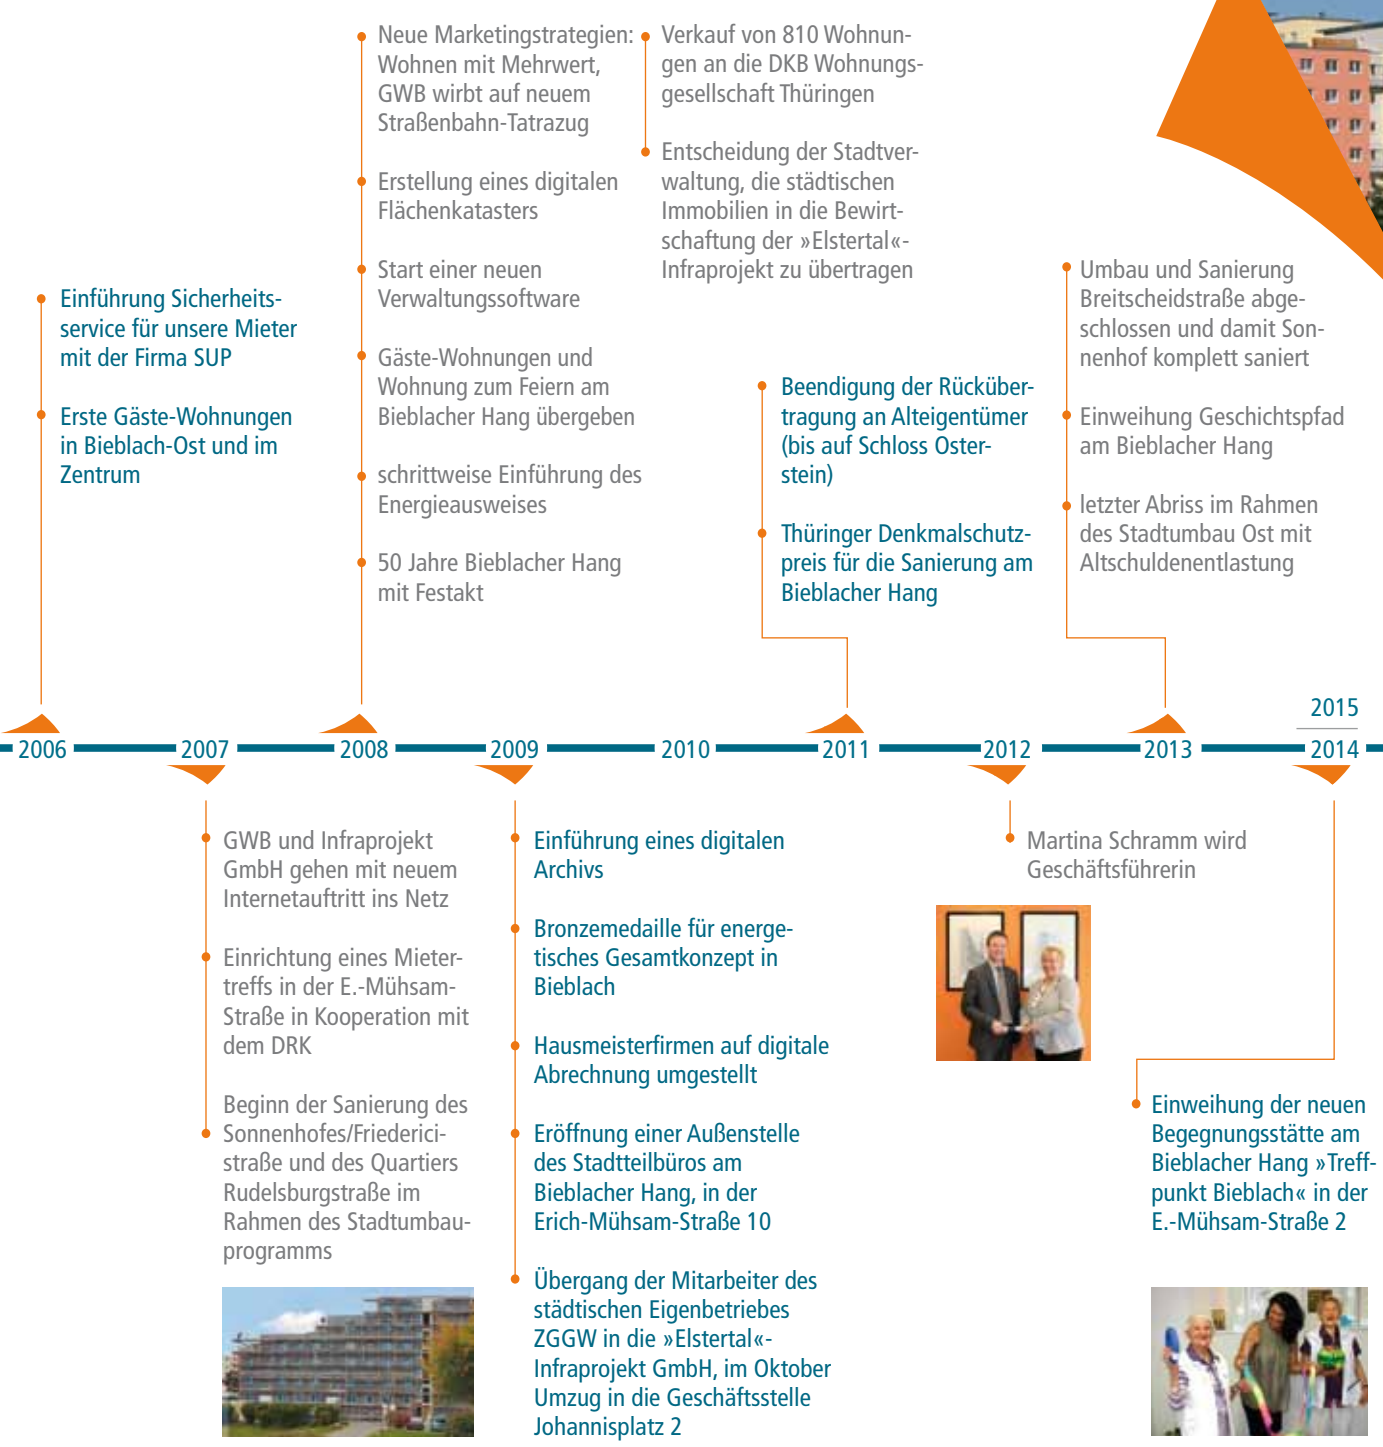 Neue Marketingstrategien:
Wohnen mit Mehrwert,
GWB wirbt auf neuem
Straßenbahn-Tatrazug
Erstellung eines digitalen
Flächenkatasters
Start einer neuen
Verwaltungssoftware
Gäste-Wohnungen und
Wohnung zum Feiern am
Bieblacher Hang übergeben
schrittweise Einführung des
Energieausweises
50 Jahre Bieblacher Hang
mit Festakt
Verkauf von 810 Wohnun-
gen an die DKB Wohnungs-
gesellschaft Thüringen
Entscheidung der Stadtver-
waltung, die städtischen
Immobilien in die Bewirt-
schaftung der »Elstertal«-
Infraprojekt zu übertragen
Einführung Sicherheits-
service für unsere Mieter
mit der Firma SUP
Erste Gäste-Wohnungen
in Bieblach-Ost und im
Zentrum
Beendigung der Rücküber-
tragung an Alteigentümer
(bis auf Schloss Oster-
stein)
Thüringer Denkmalschutz-
preis für die Sanierung am
Bieblacher Hang
Umbau und Sanierung
Breitscheidstraße abge-
schlossen und damit Son-
nenhof komplett saniert
Einweihung Geschichtspfad
am Bieblacher Hang
letzter Abriss im Rahmen
des Stadtumbau Ost mit
Altschuldenentlastung
2015
2006 2007 2008 2009 2010 2011 2012 2013 2014
GWB und Infraprojekt
GmbH gehen mit neuem
Internetauftritt ins Netz
Einrichtung eines Mieter-
treffs in der E.-Mühsam-
Straße in Kooperation mit
dem DRK
Beginn der Sanierung des
Sonnenhofes/Friederici-
straße und des Quartiers
Rudelsburgstraße im
Rahmen des Stadtumbau-
programms
Einführung eines digitalen
Archivs
Bronzemedaille für energe-
tisches Gesamtkonzept in
Bieblach
Hausmeisterfirmen auf digitale
Abrechnung umgestellt
Eröffnung einer Außenstelle
des Stadtteilbüros am
Bieblacher Hang, in der
Erich-Mühsam-Straße 10
Übergang der Mitarbeiter des
städtischen Eigenbetriebes
ZGGW in die »Elstertal«-
Infraprojekt GmbH, im Oktober
Umzug in die Geschäftsstelle
Johannisplatz 2
Martina Schramm wird
Geschäftsführerin
Einweihung der neuen
Begegnungsstätte am
Bieblacher Hang »Treff-
punkt Bieblach« in der
E.-Mühsam-Straße 2